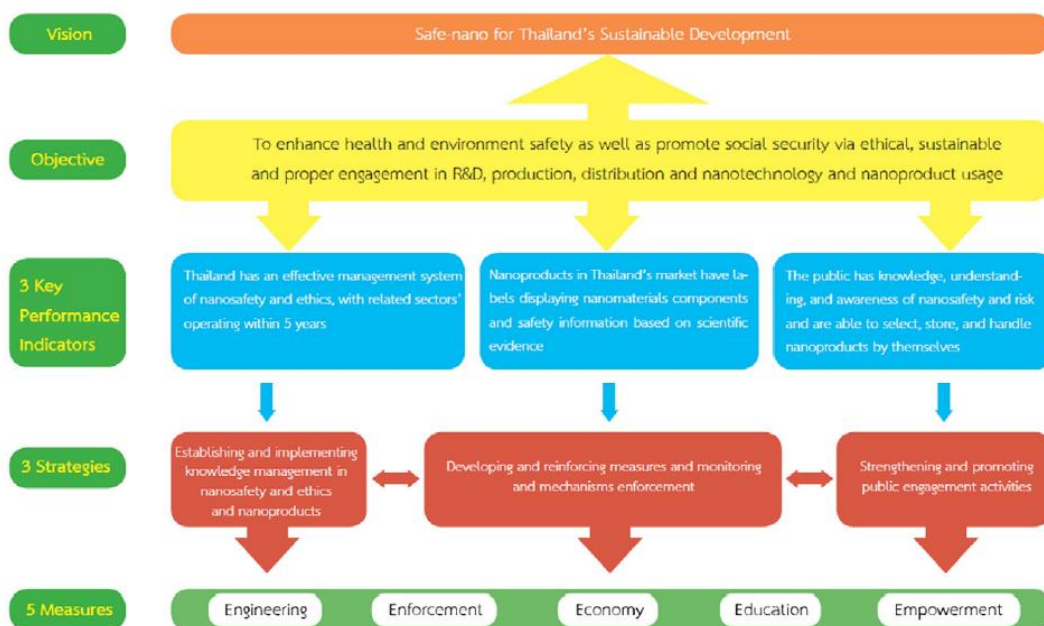 Vision
Safe-nano for Thailand's Sustainable Development
Objective
To enhance health and environment safety as well as promote social security via ethical, sustainable
and proper engagement in R&D, production, distribution and nanotechnology and nanoproduct usage
3 Key
Performance
Indicators
Thailand has an effective management system
of nanosafety and ethics, with related sectors'
operating within 5 years
Nanoproducts in Thailand's market have la-
bels displaying nanomaterials components
and safety information based on scientific
evidence
The public has knowledge, understand-
ing, and awareness of nanosafety and risk
and are able to select, store, and handle
nanoproducts by themselves
3 Strategies
Establishing and implementing
knowledge management in
nanosafety and ethics
and nanoproducts
Developing and reinforcing measures and monitoring
and mechanisms enforcement
Strengthening and promoting
public engagement activities
5 Measures
Engineering
Enforcement
Economy
Education
Empowerment